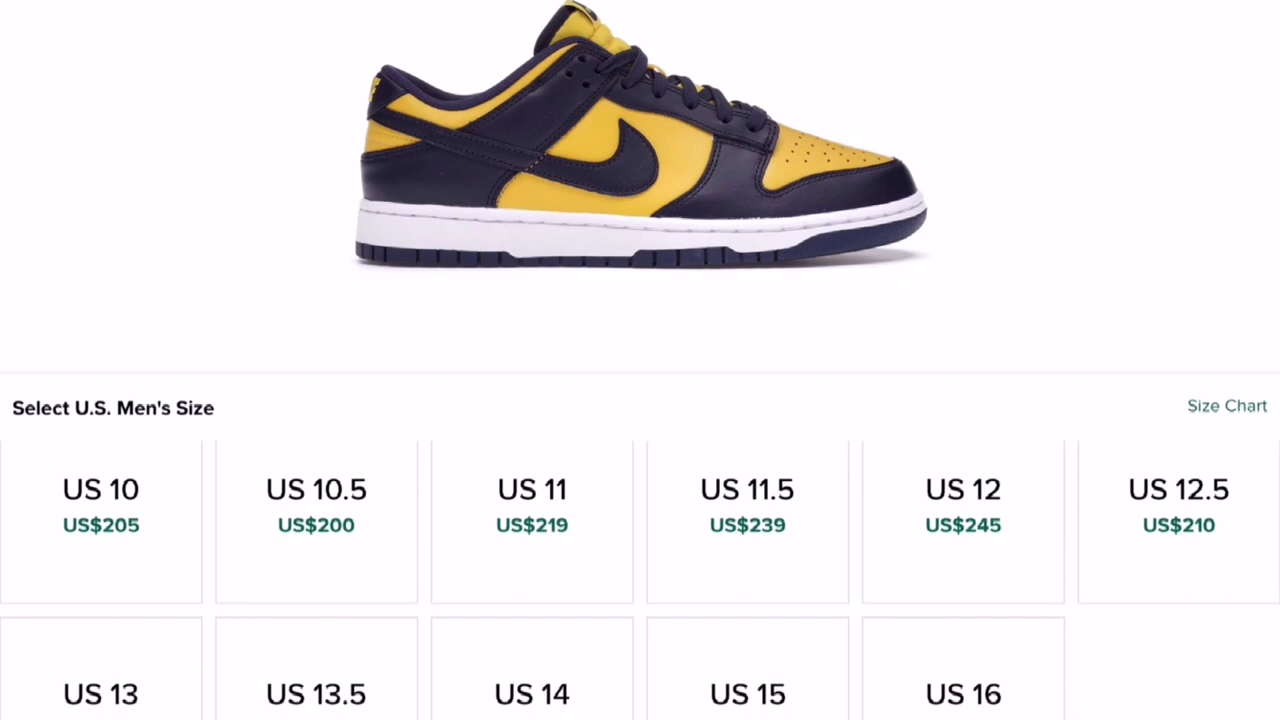 Select U.S. Men's Size
Size Chart
US 10
US 10.5
US 11
US 11.5
US 12
US 12.5
US$205
US$200
US$219
US$239
US$245
US$210
US 13
US 13.5
US 14
US 15
US 16